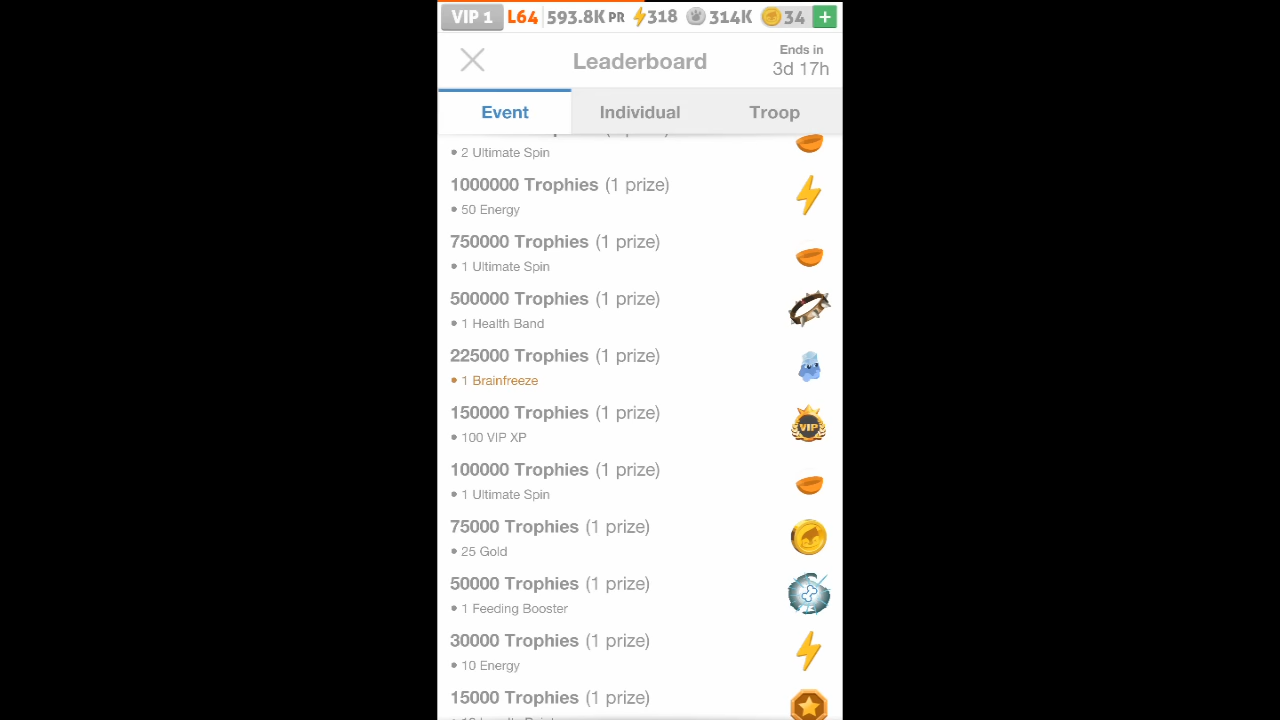 VIP 1 L64 593.8K PR 318 314K 34 +
Leaderboard
Ends in
3d 17h
Event Individual Troop
• 2 Ultimate Spin
1000000 Trophies (1 prize)
• 50 Energy
750000 Trophies (1 prize)
• 1 Ultimate Spin
500000 Trophies (1 prize)
• 1 Health Band
225000 Trophies (1 prize)
• 1 Brainfreeze
150000 Trophies (1 prize)
• 100 VIP XP
VIP
100000 Trophies (1 prize)
• 1 Ultimate Spin
75000 Trophies (1 prize)
• 25 Gold
50000 Trophies (1 prize)
• 1 Feeding Booster
30000 Trophies (1 prize)
• 10 Energy
15000 Trophies (1 prize)